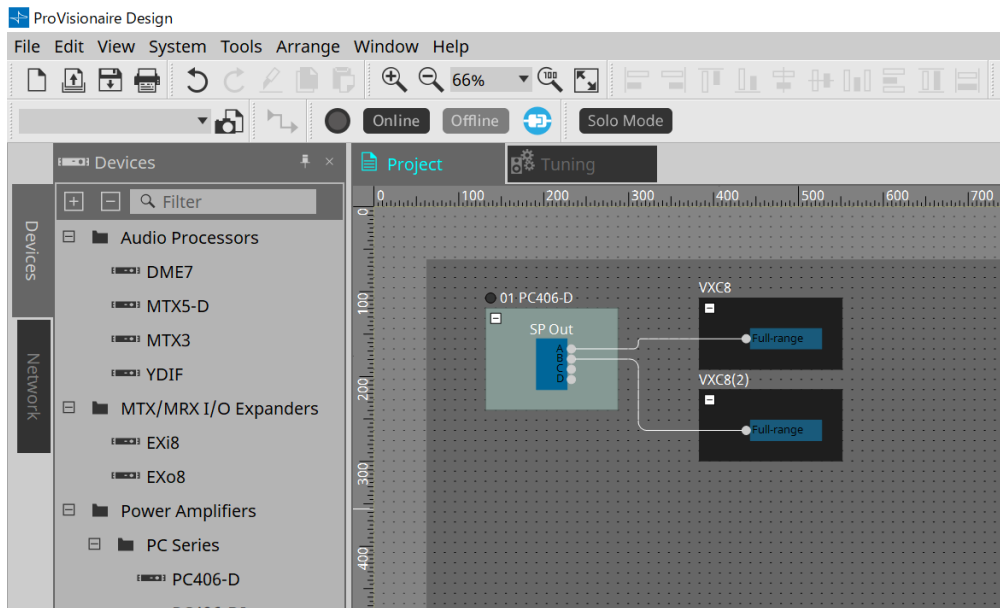 ProVisionaire Design
File Edit View System Tools Arrange Window Help
66% 100
Online Offline Solo Mode
Devices × Project Tuning
Filter
0 100 200 300 400 500 600 700
0
Devices
Network
Audio Processors
DME7
MTX5-D
MTX3
YDIF
MTX/MRX I/O Expanders
EXi8
EXo8
Power Amplifiers
PC Series
PC406-D
100
200
300
400
01 PC406-D
SP Out
A
B
C
D
VXC8
Full-range
VXC8(2)
Full-range